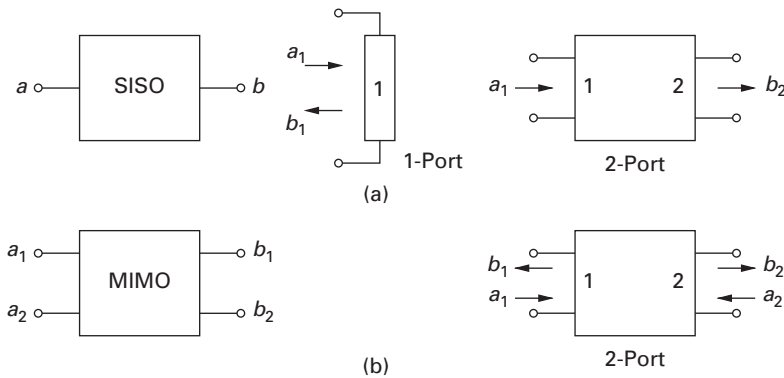 a SISO b
a1
b1
1
1-Port
a1 1 2 b2
2-Port
(a)
a1 MIMO b1
a2 b2
b1 1 2 b2
a1 a2
2-Port
(b)